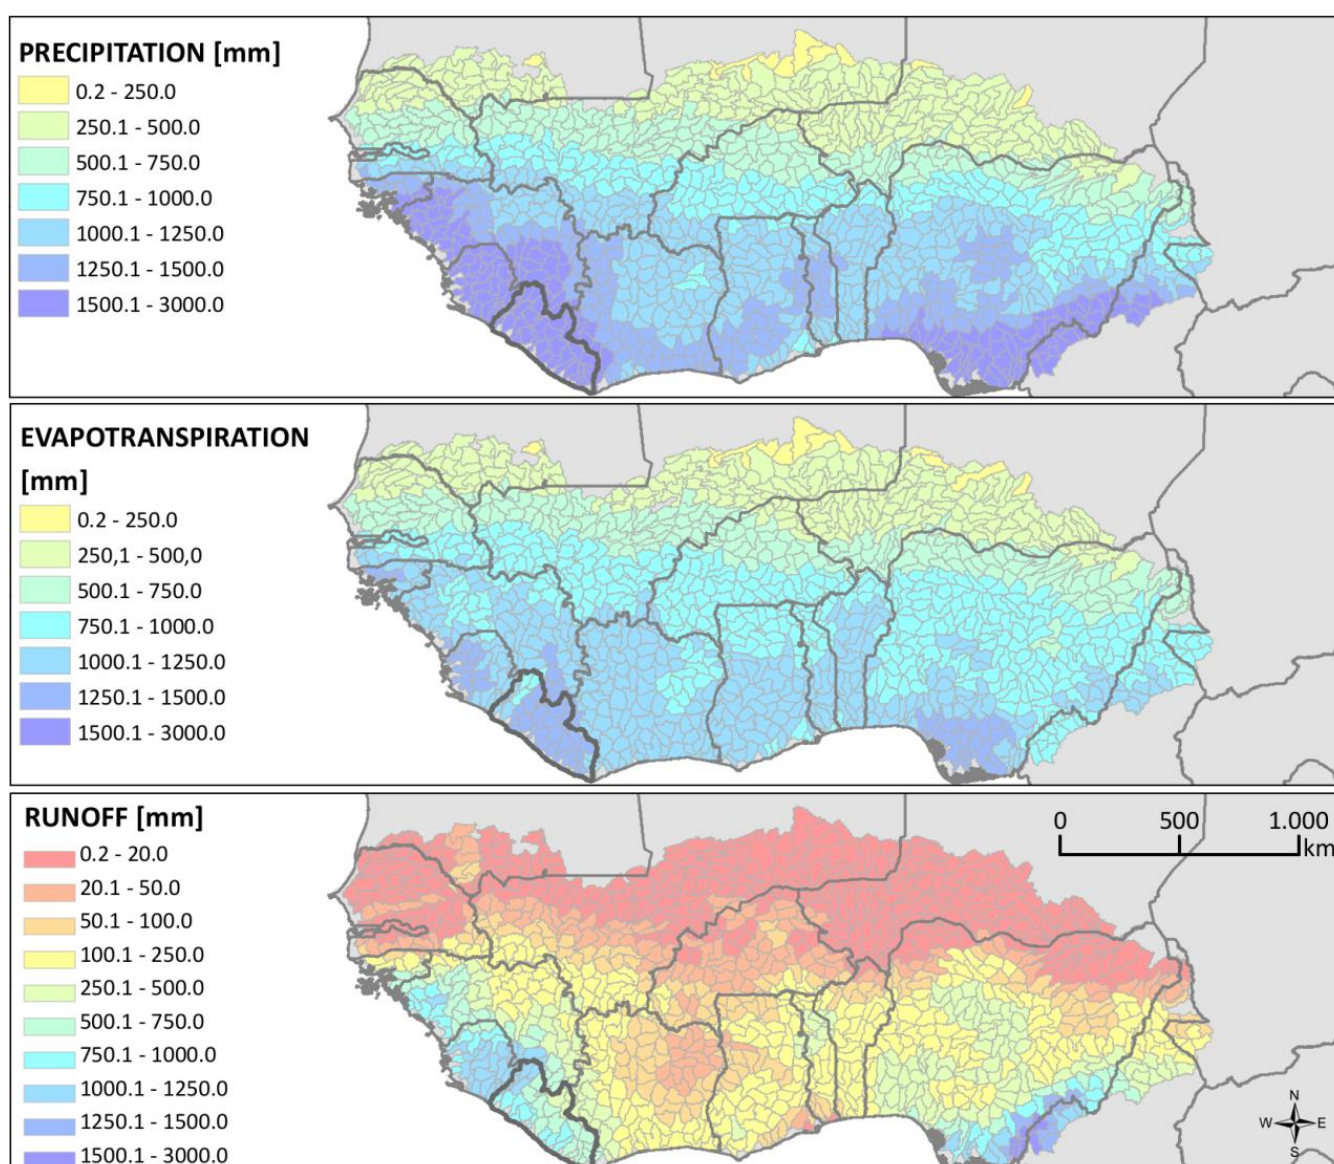 PRECIPITATION [mm]
0.2 - 250.0
250.1 - 500.0
500.1 - 750.0
750.1 - 1000.0
1000.1 - 1250.0
1250.1 - 1500.0
1500.1 - 3000.0
EVAPOTRANSPIRATION
[mm]
0.2 - 250.0
250,1 - 500,0
500.1 - 750.0
750.1 - 1000.0
1000.1 - 1250.0
1250.1 - 1500.0
1500.1 - 3000.0
RUNOFF [mm]
0.2 - 20.0
20.1 - 50.0
50.1 - 100.0
100.1 - 250.0
250.1 - 500.0
500.1 - 750.0
750.1 - 1000.0
1000.1 - 1250.0
1250.1 - 1500.0
1500.1 - 3000.0
0 500 1.000
km
N
W E
S